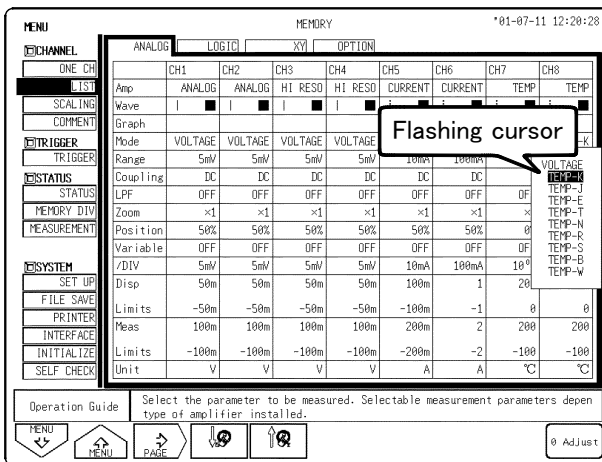 MENU MEMORY '01-07-11 12:20:28
CHANNEL
ONE CH
LIST
SCALING
COMMENT
TRIGGER
TRIGGER
STATUS
STATUS
MEMORY DIV
MEASUREMENT
SYSTEM
SET UP
FILE SAVE
PRINTER
INTERFACE
INITIALIZE
SELF CHECK
ANALOG LOGIC XY OPTION
CH1 CH2 CH3 CH4 CH5 CH6 CH7 CH8
Amp ANALOG ANALOG HI RESO HI RESO CURRENT CURRENT TEMP TEMP
Wave
Graph
Mode VOLTAGE VOLTAGE VOLTAGE VOLTAGE
Range 5mV 5mV 5mV 5mV 10mA 100mA
Coupling DC DC DC DC DC DC
LPF OFF OFF OFF OFF OFF OFF OF
Zoom ×1 ×1 ×1 ×1 ×1 ×1 ×
Position 50% 50% 50% 50% 50% 50% 0
Variable OFF OFF OFF OFF OFF OFF OF
/DIV 5mV 5mV 5mV 5mV 10mA 100mA 10
Disp 50m 50m 50m 50m 100m 1 20
Limits -50m -50m -50m -50m -100m -1 0 0
Meas 100m 100m 100m 100m 200m 2 200 200
Limits -100m -100m -100m -100m -200m -2 -100 -100
Unit V V V V A A ℃ ℃
Flashing cursor
VOLTAGE
TEMP-K
TEMP-J
TEMP-E
TEMP-T
TEMP-N
TEMP-R
TEMP-S
TEMP-B
TEMP-W
Operation Guide
Select the parameter to be measured. Selectable measurement parameters depen
type of amplifier installed.
MENU
MENU
PAGE
0 Adjust